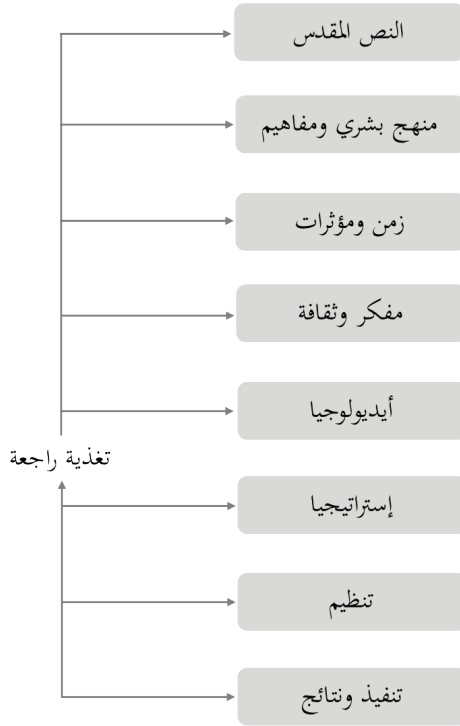 النص المقدس
منهج بشري ومفاهيم
زمن ومؤثرات
مفكر وثقافة
أيديولوجيا
تغذية راجعة
إستراتيجيا
تنظيم
تنفيذ ونتائج